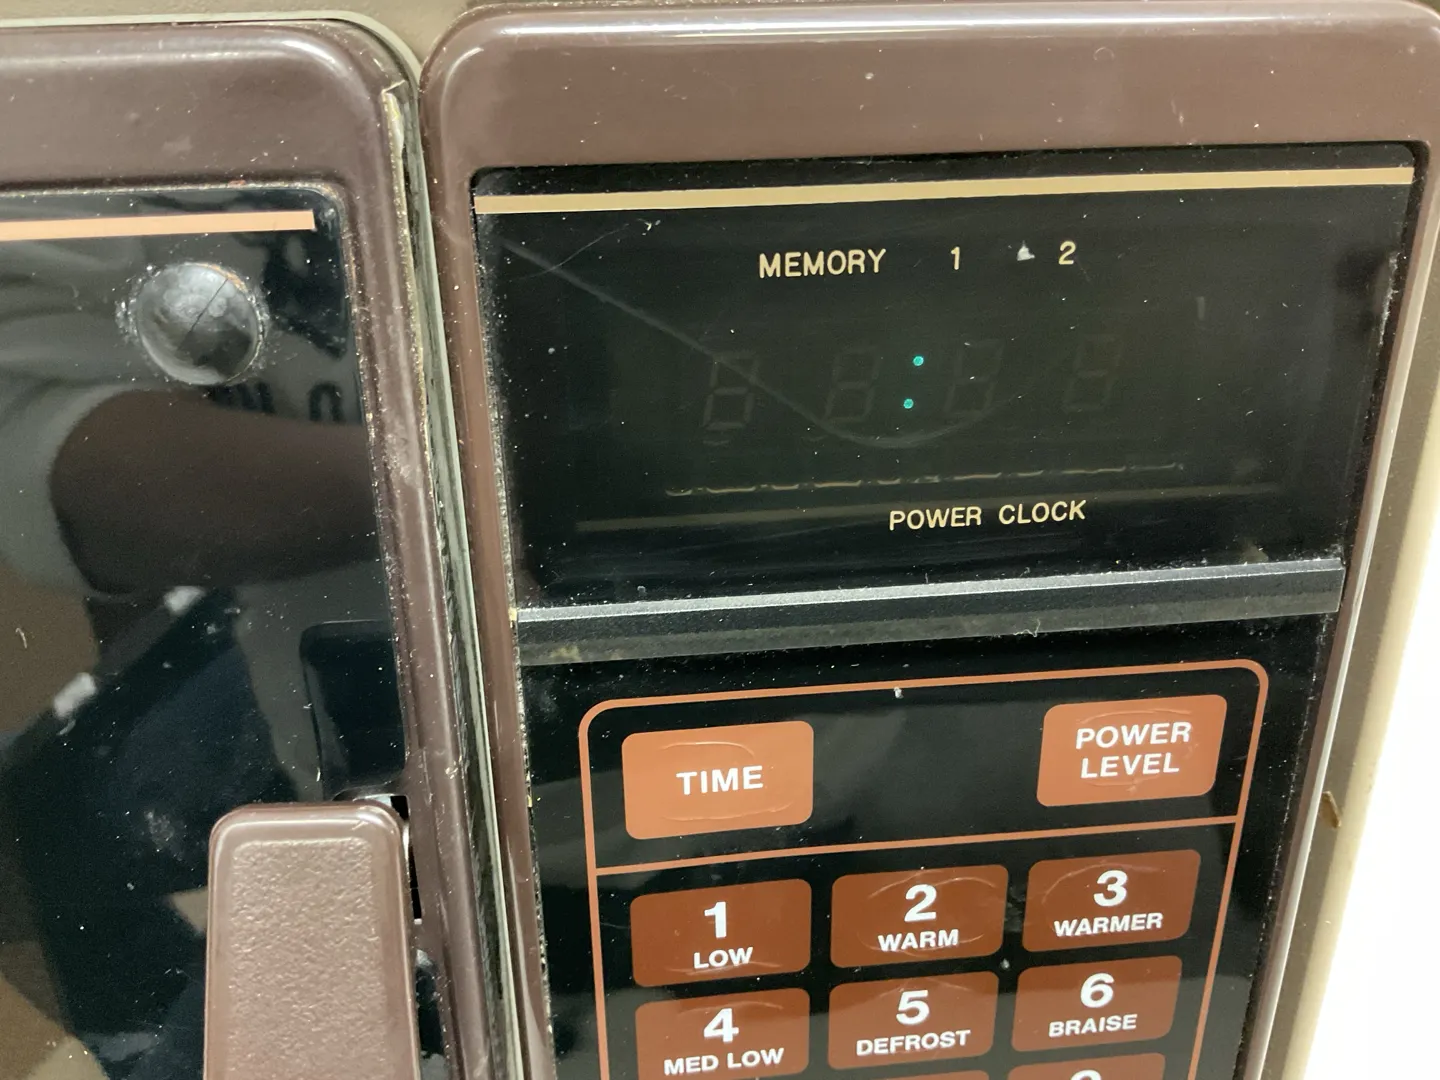 MEMORY 1 2
:
POWER CLOCK
TIME
POWER
LEVEL
1
LOW
2
WARM
3
WARMER
4
MED LOW
5
DEFROST
6
BRAISE